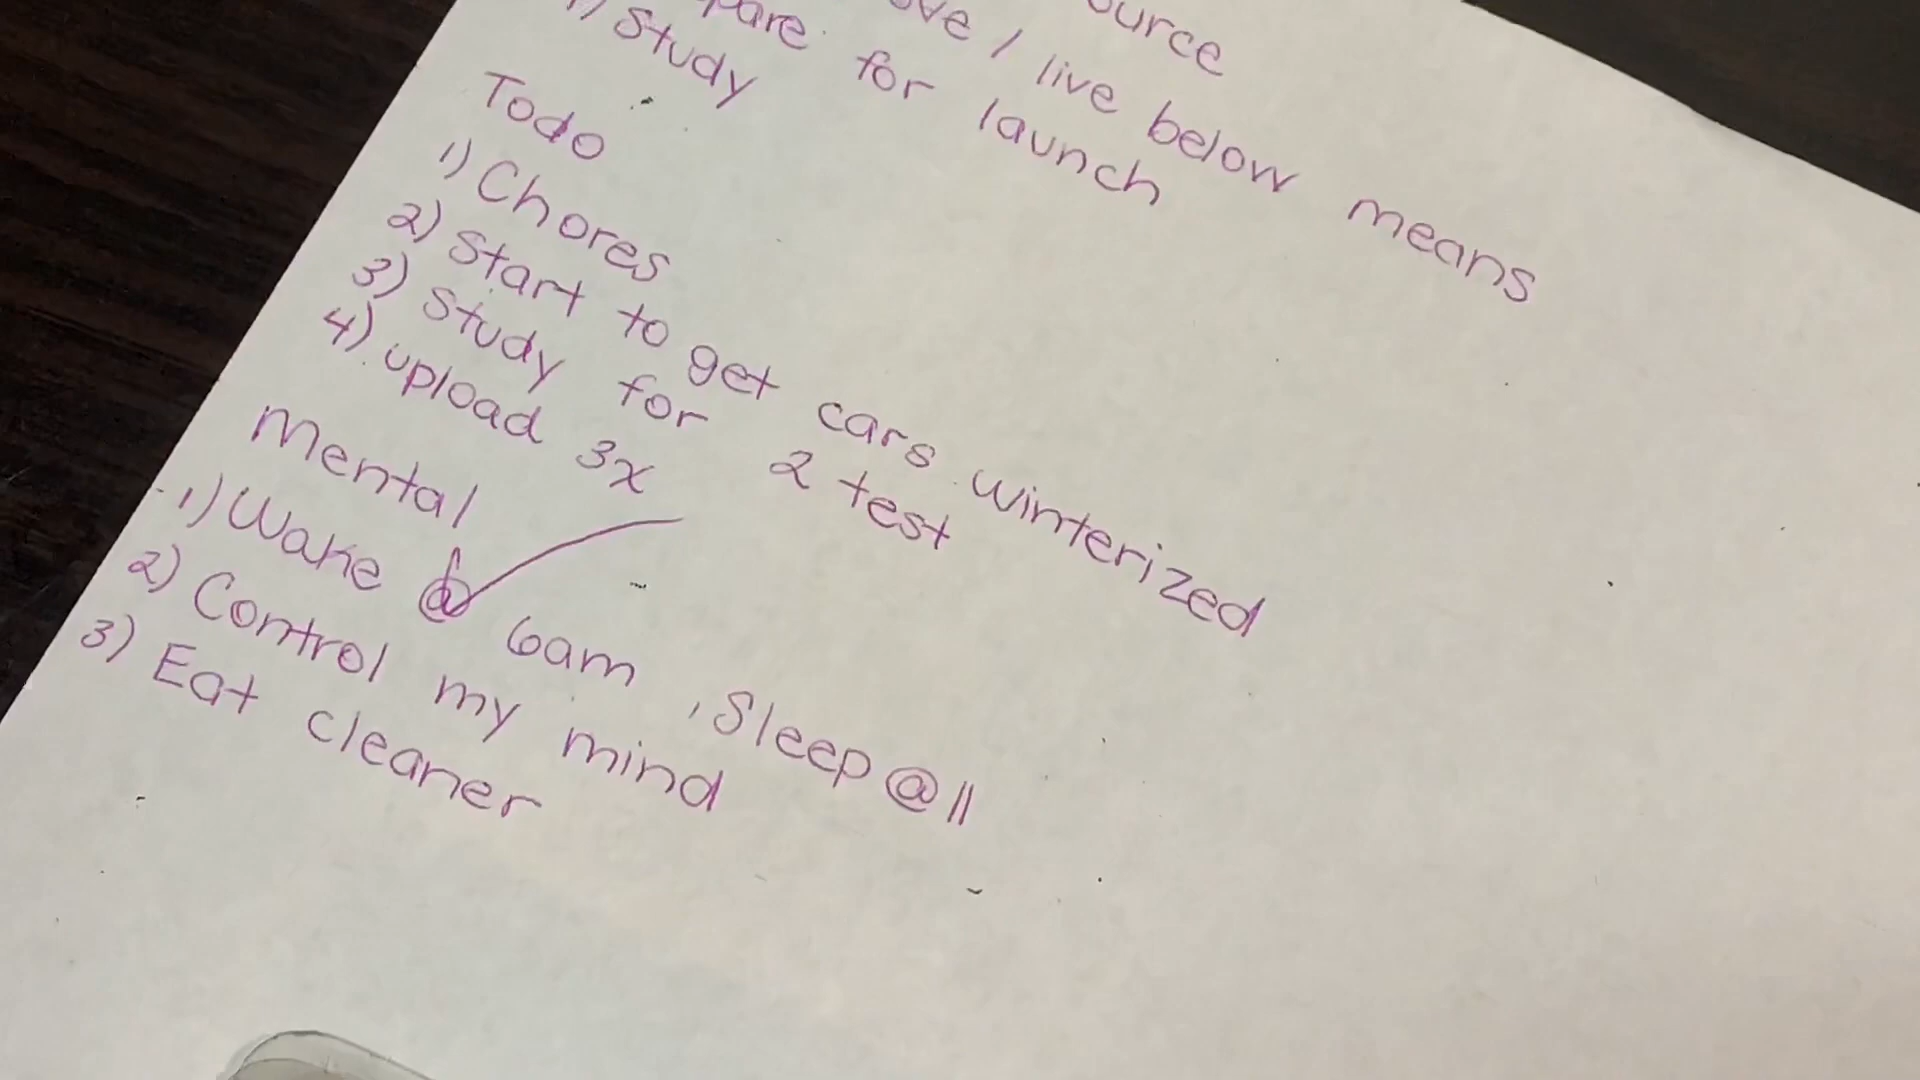 ource
/ live below means
for launch
Study
Todo
1) Chores
2) Start to get cars winterized
3) Study for 2 test
4) upload 3x
Mental
1) Wake @ 6am, Sleep @ 11
2) Control my mind
3) Eat cleaner